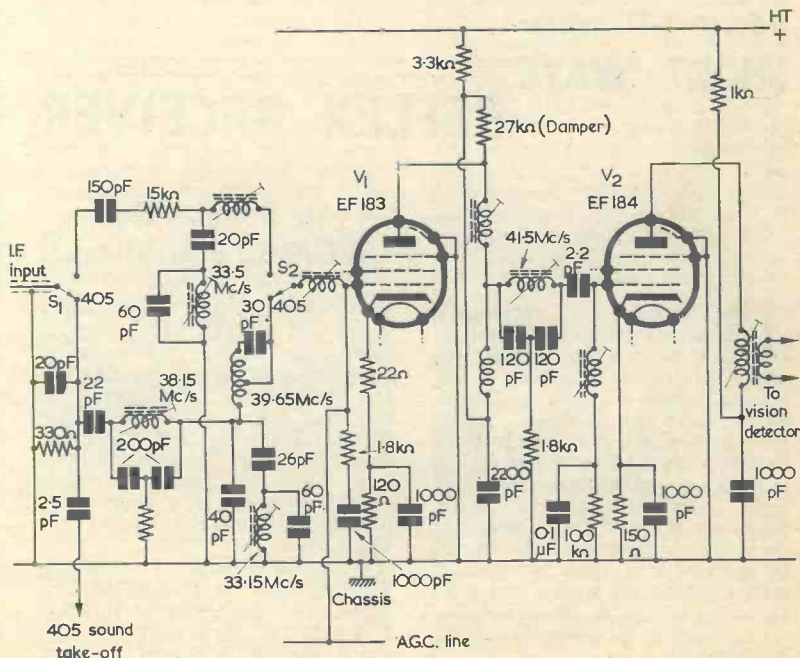 HT
+
3.3kΩ
1kΩ
27kΩ (Damper)
150pF
15kΩ
V1
EF183
V2
EF184
20pF
I.F.
input
S1
405
33.5
Mc/s
60
pF
S2
405
30
pF
41.5Mc/s
2.2
pF
20pF
22
pF
38.15
Mc/s
39.65Mc/s
120
pF
120
pF
22Ω
To
vision
detector
330Ω
200pF
26pF
1.8kΩ
1.8kΩ
2.5
pF
40
pF
60
pF
120
Ω
1000
pF
2200
pF
0.1
μF
100
kΩ
150
Ω
1000
pF
1000
pF
33.15Mc/s
1000pF
Chassis
405 sound
take-off
A.G.C. line